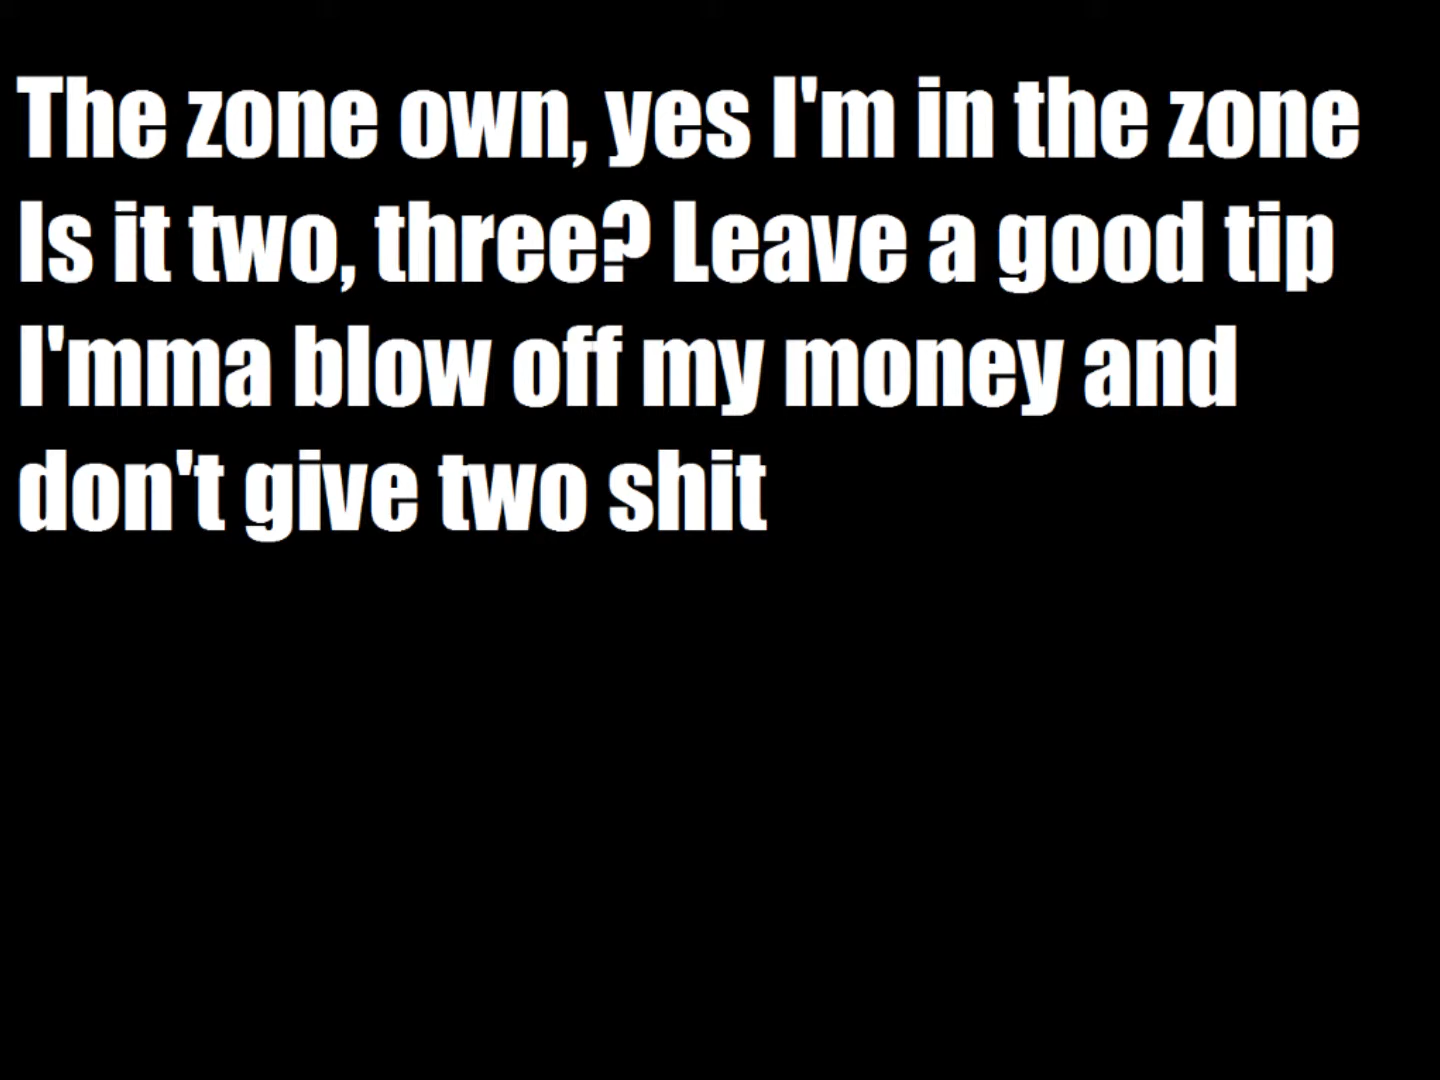 The zone own, yes I'm in the zone
Is it two, three? Leave a good tip
I'mma blow off my money and
don't give two shit